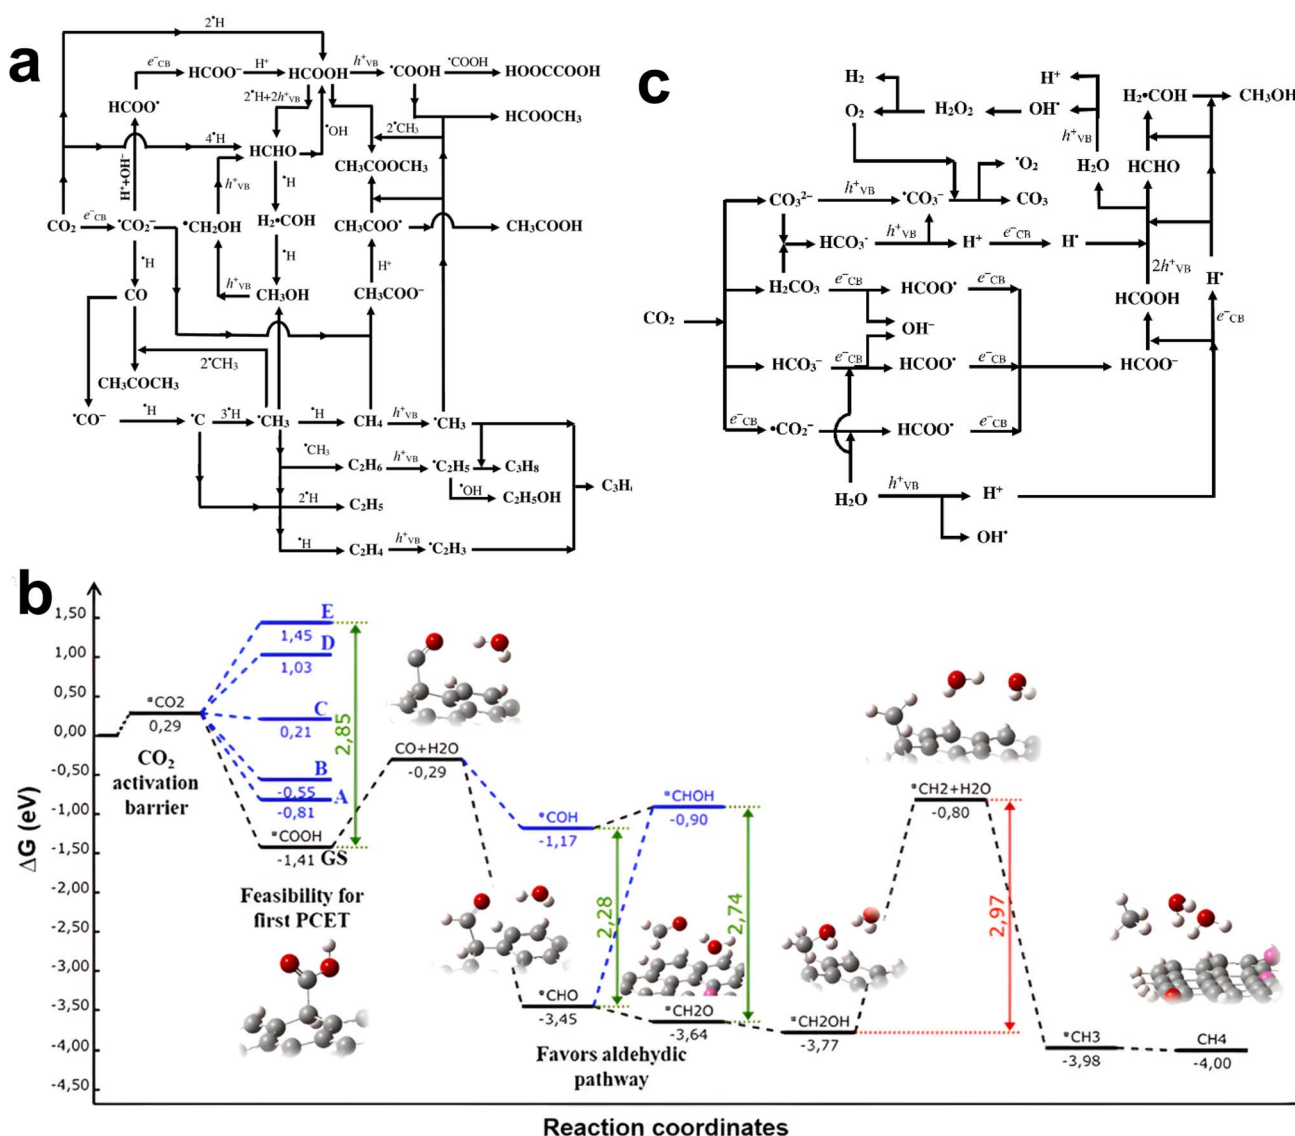 a
2•H
e⁻CB
HCOO⁻
H⁺
HCOOH
h⁺VB
•COOH
•COOH
HOOCCOOH
HCOO•
2•H+2h⁺VB
•OH
2•CH₃
HCOOCH₃
4•H
HCHO
CH₃COOCH₃
H⁺+OH⁻
h⁺VB
•H
CO₂
e⁻CB
•CO₂⁻
•CH₂OH
H₂•COH
CH₃COO•
CH₃COOH
•H
•H
H⁺
CO
h⁺VB
CH₃OH
CH₃COO⁻
2•CH₃
CH₃COCH₃
•CO⁻
•H
•C
3•H
•CH₃
•H
CH₄
h⁺VB
•CH₃
•CH₃
C₂H₆
h⁺VB
•C₂H₅
C₃H₈
2•H
C₂H₅
•OH
C₂H₅OH
•H
C₂H₄
h⁺VB
•C₂H₃
c
H₂
O₂
H₂O₂
OH•
H⁺
H₂•COH
CH₃OH
h⁺VB
H₂O
HCHO
•O₂
CO₃²⁻
h⁺VB
•CO₃⁻
CO₃
HCO₃⁻
h⁺VB
H⁺
e⁻CB
H•
2h⁺VB
H₂CO₃
e⁻CB
HCOO•
e⁻CB
HCOOH
H•
CO₂
OH⁻
e⁻CB
HCO₃⁻
e⁻CB
HCOO•
e⁻CB
HCOO⁻
e⁻CB
•CO₂⁻
HCOO•
e⁻CB
H₂O
h⁺VB
H⁺
OH•
b
ΔG (eV)
1,50
1,00
0,50
0,00
-0,50
-1,00
-1,50
-2,00
-2,50
-3,00
-3,50
-4,00
-4,50
*CO2
0,29
CO₂
activation
barrier
E
1,45
D
1,03
C
0,21
B
-0,55
A
-0,81
*COOH
-1,41
GS
2,85
Feasibility for
first PCET
CO+H2O
-0,29
*COH
-1,17
*CHOH
-0,90
2,28
2,74
*CHO
-3,45
*CH2O
-3,64
Favors aldehydic
pathway
*CH2OH
-3,77
*CH2+H2O
-0,80
2,97
*CH3
-3,98
CH4
-4,00
Reaction coordinates